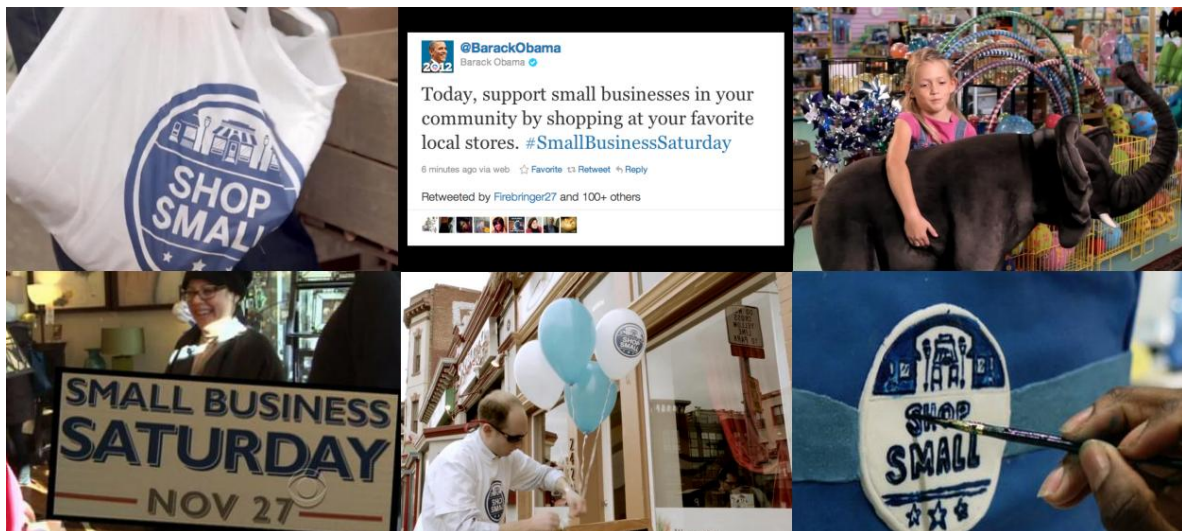 SHOP
SMALL
@BarackObama
Barack Obama
2012
Today, support small businesses in your
community by shopping at your favorite
local stores. #SmallBusinessSaturday
6 minutes ago via web Favorite Retweet Reply
Retweeted by Firebringer27 and 100+ others
SMALL BUSINESS
SATURDAY
NOV 27
SHOP
SMALL
SHOP
SMALL
SHOP
SMALL